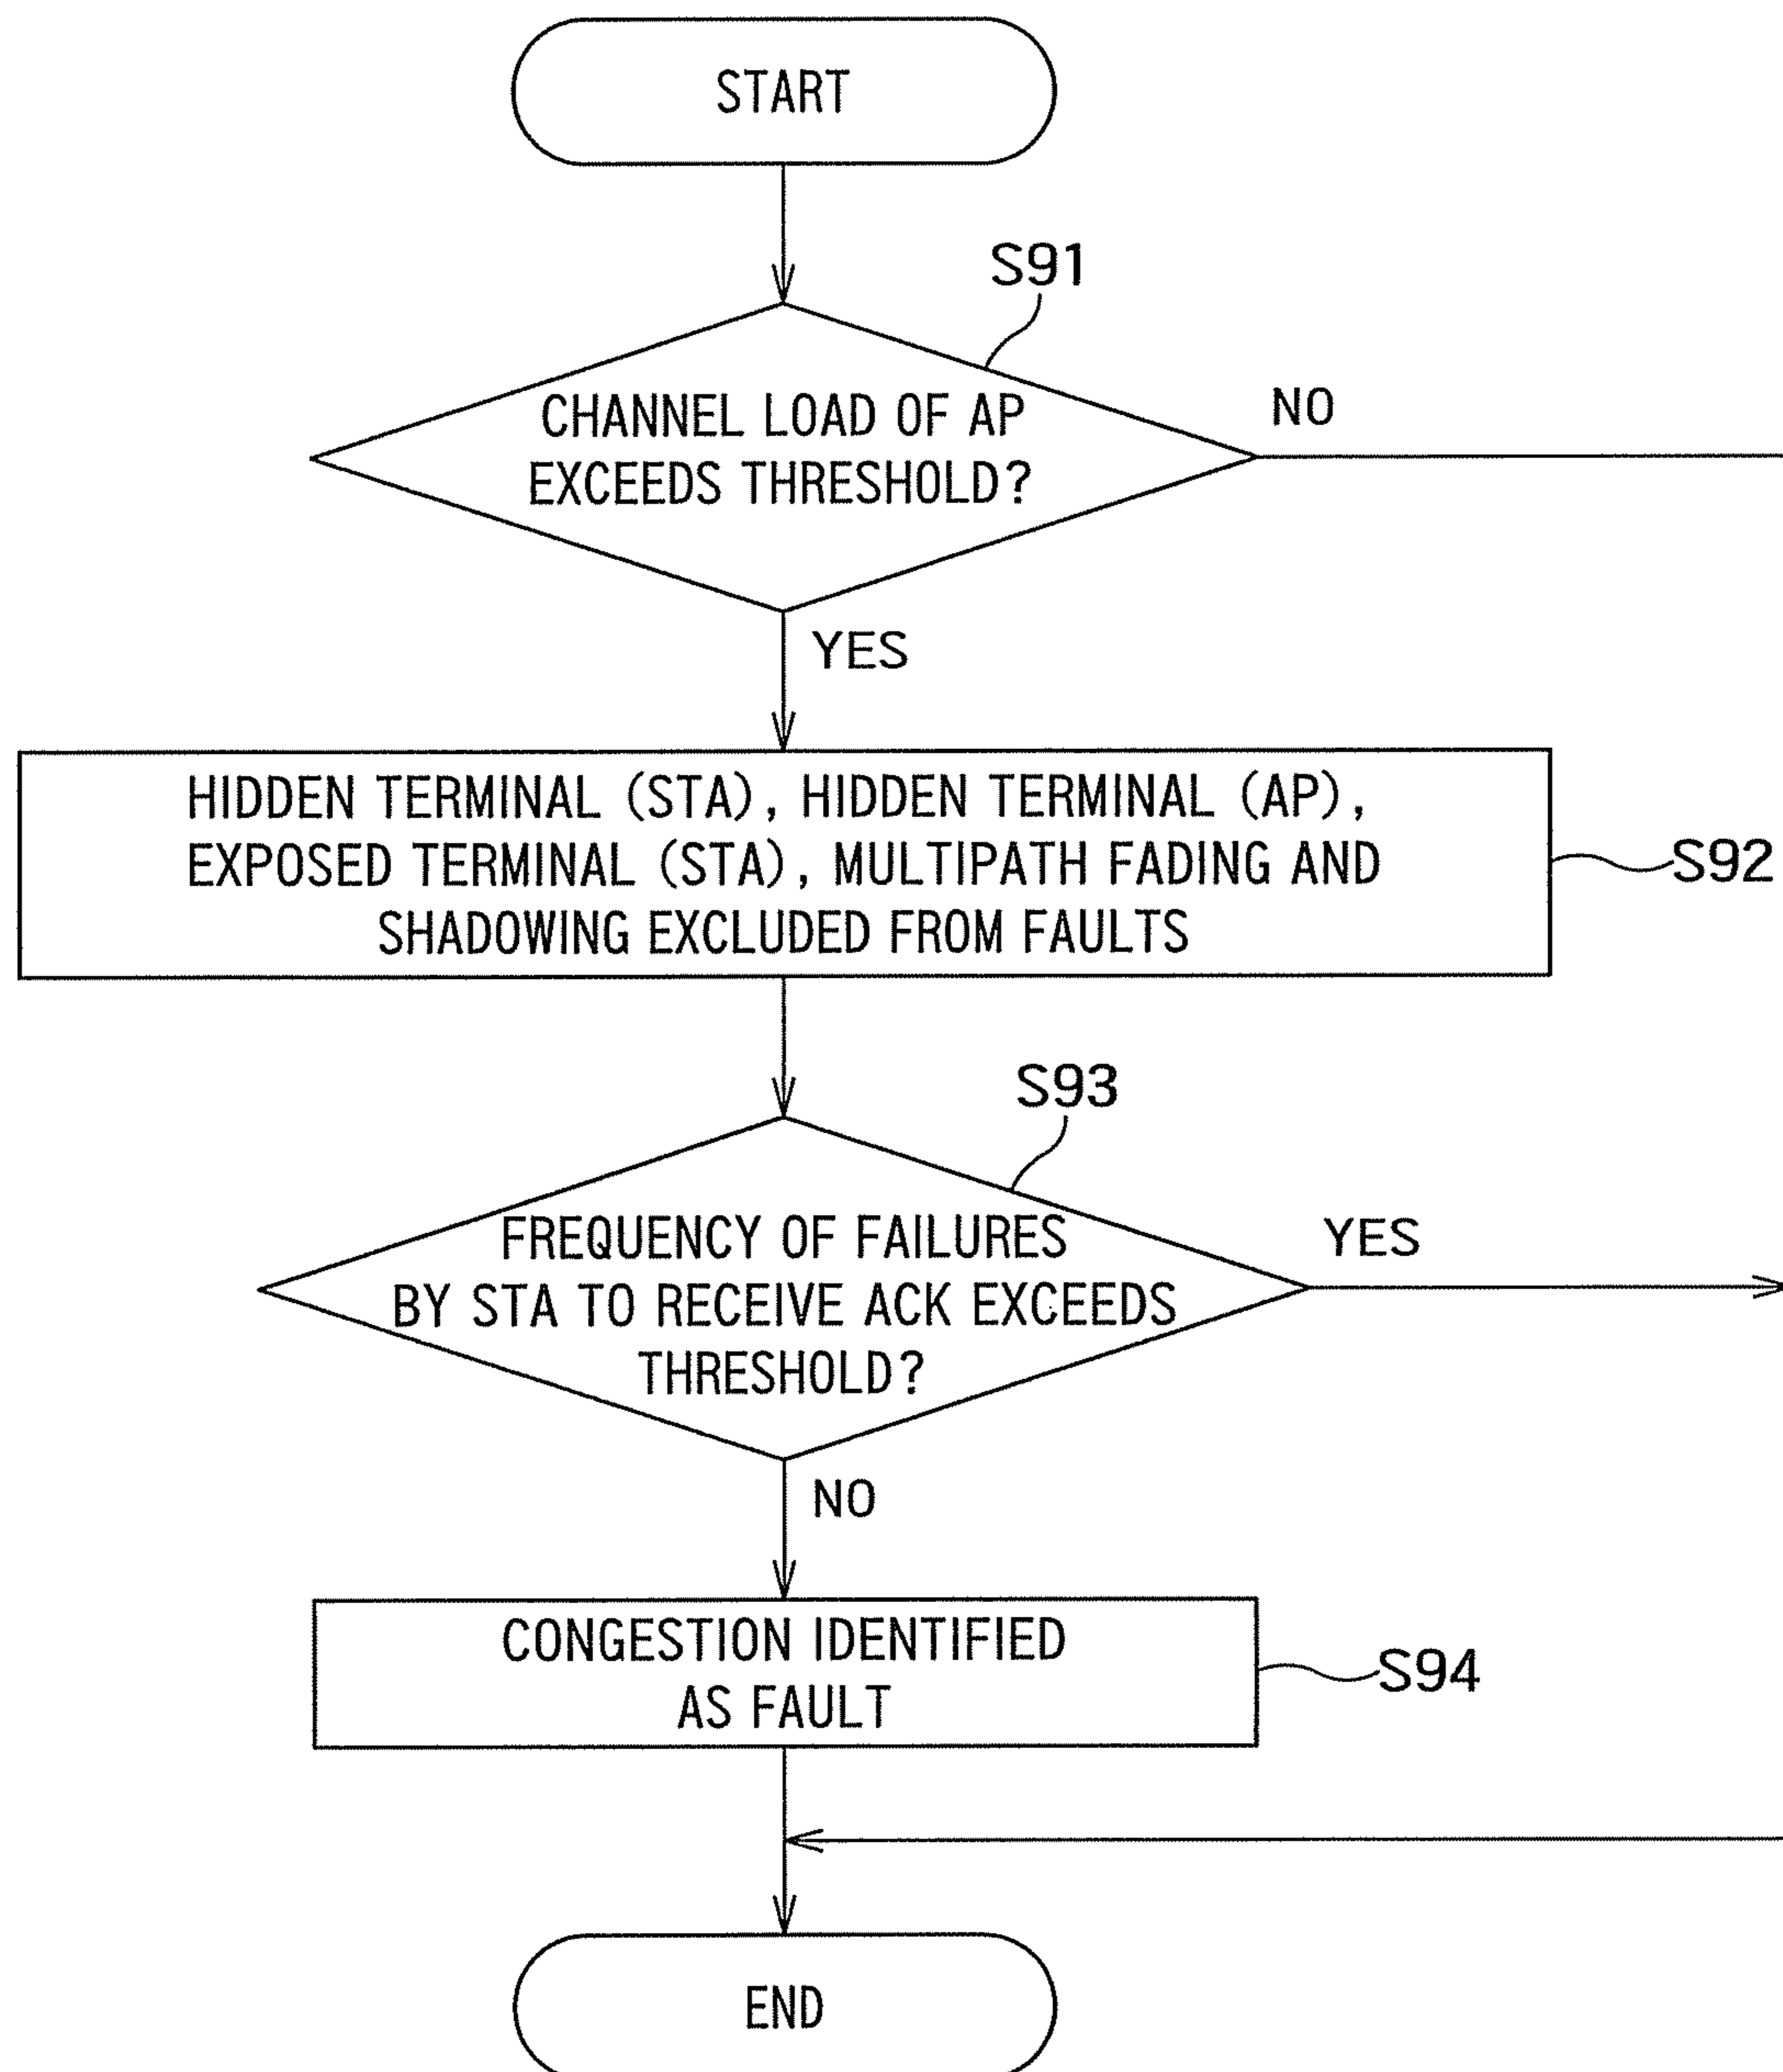 START
S91
CHANNEL LOAD OF AP
EXCEEDS THRESHOLD?
NO
YES
HIDDEN TERMINAL (STA), HIDDEN TERMINAL (AP),
EXPOSED TERMINAL (STA), MULTIPATH FADING AND
SHADOWING EXCLUDED FROM FAULTS
S92
S93
FREQUENCY OF FAILURES
BY STA TO RECEIVE ACK EXCEEDS
THRESHOLD?
YES
NO
CONGESTION IDENTIFIED
AS FAULT
S94
END